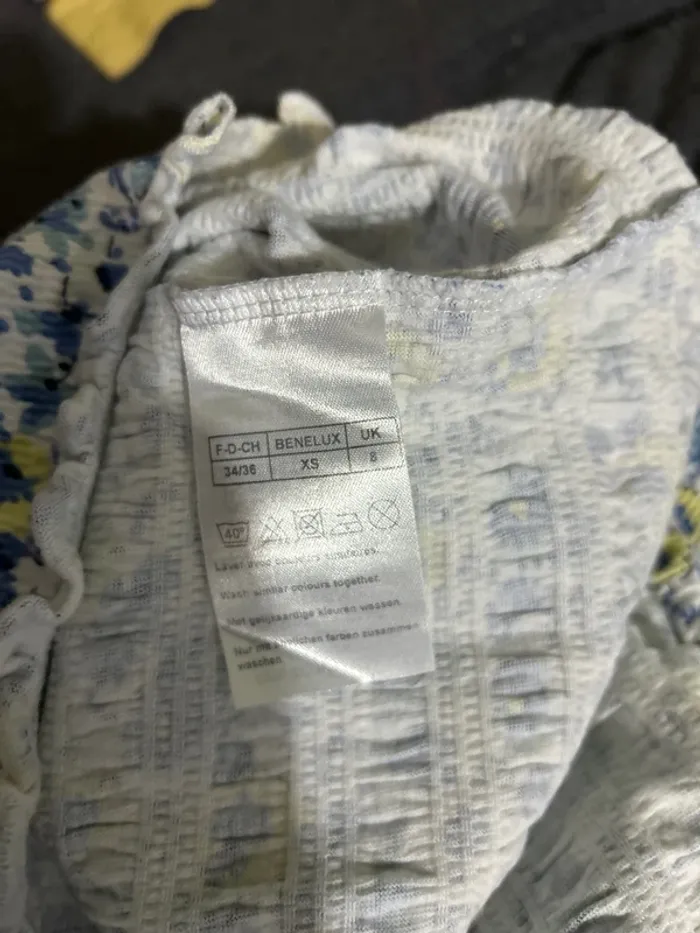 F-D-CH BENELUX UK
34/36 XS 8
40°
Laver avec couleurs similaires.
Wash similar colours together.
Met gelijkaardige kleuren wassen.
Nur mit ähnlichen farben zusammen
waschen.